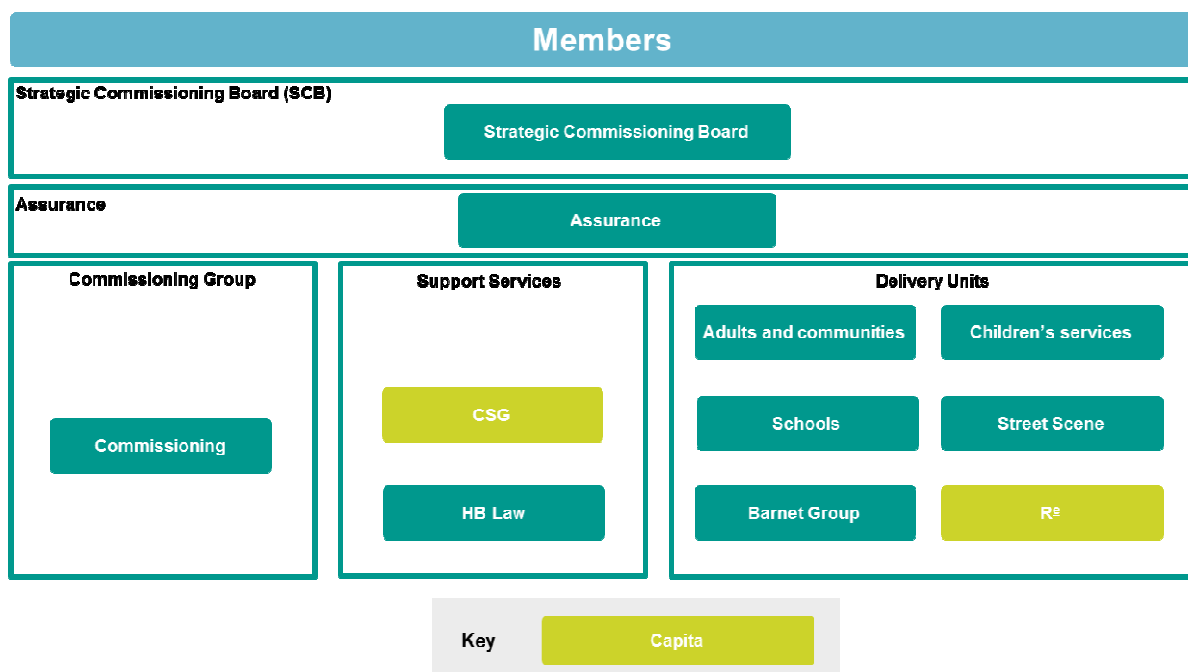 Members
Strategic Commissioning Board (SCB)
Strategic Commissioning Board
Assurance
Assurance
Commissioning Group
Commissioning
Support Services
CSG
HB Law
Delivery Units
Adults and communities
Children's services
Schools
Street Scene
Barnet Group
Rª
Key
Capita